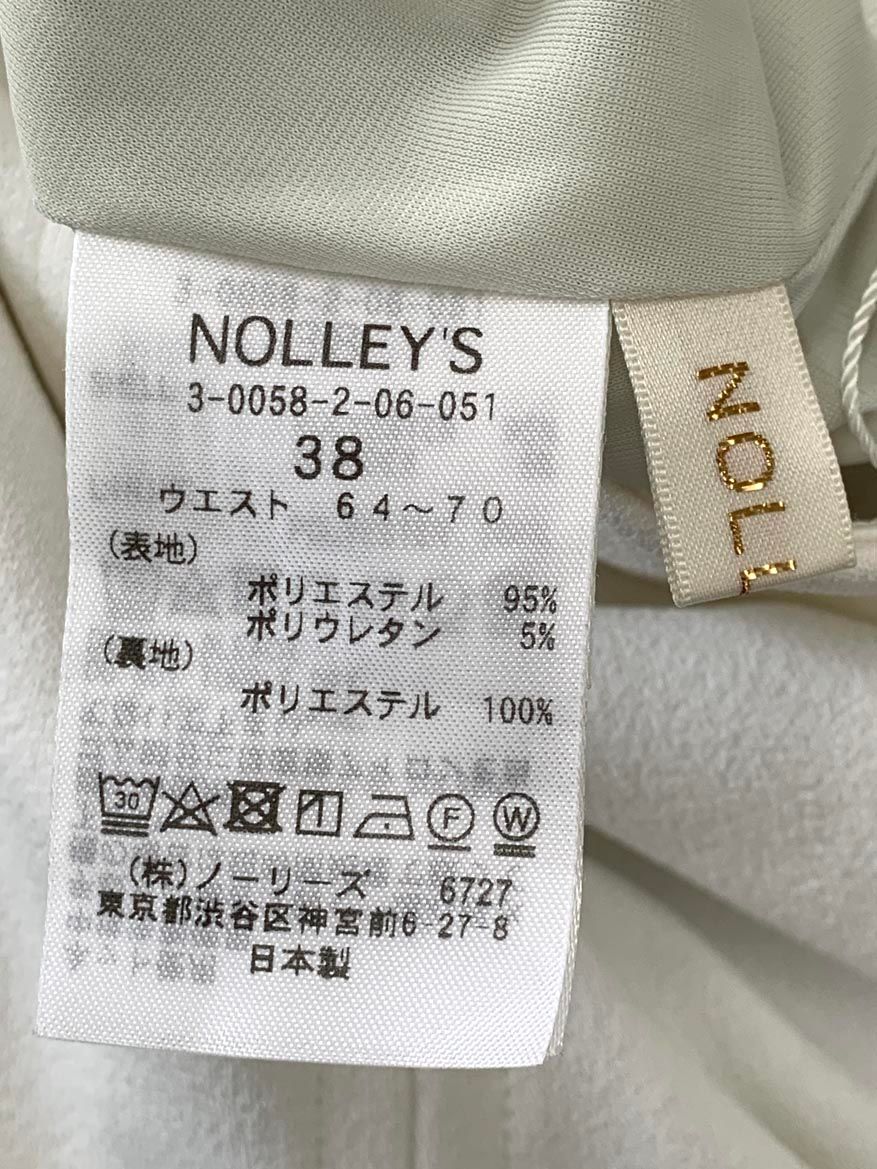 NOLLEY'S
3-0058-2-06-051
38
ウエスト 64～70
(表地)
ポリエステル 95%
ポリウレタン 5%
(裏地)
ポリエステル 100%
30
F
W
(株)ノーリーズ 6727
東京都渋谷区神宮前6-27-8
日本製
NOLL